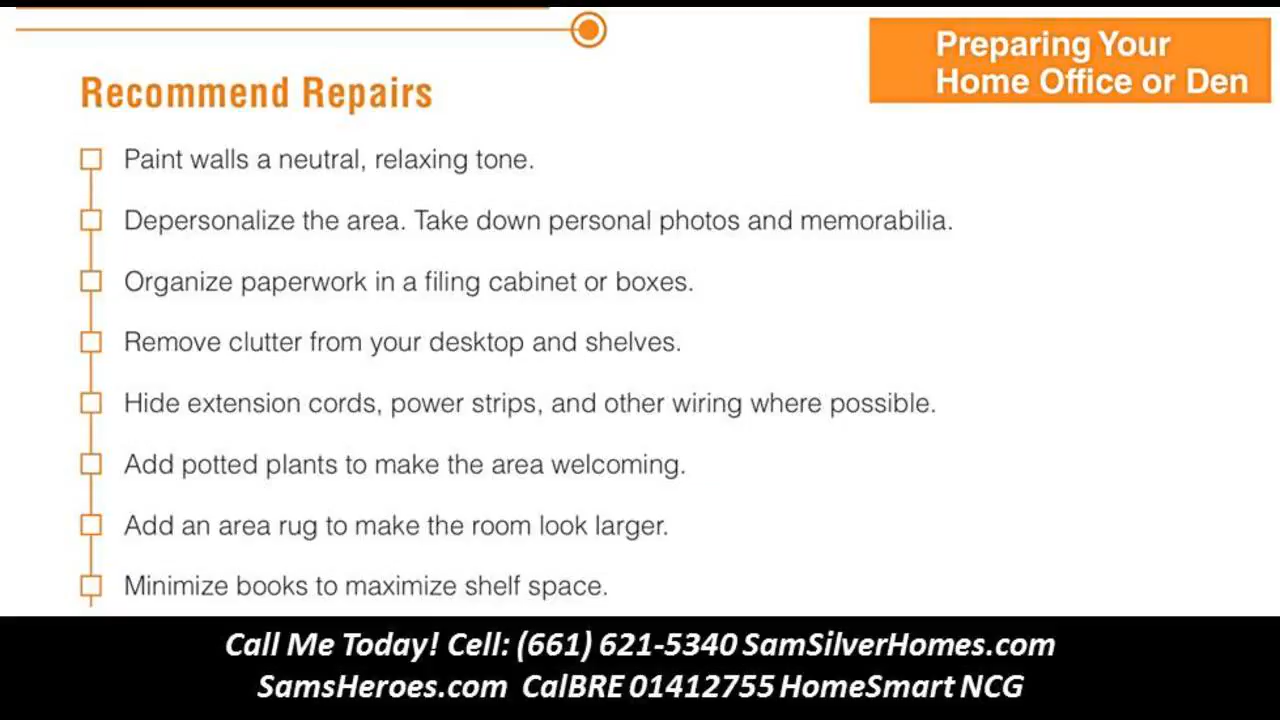 Preparing Your
Home Office or Den
Recommend Repairs
Paint walls a neutral, relaxing tone.
Depersonalize the area. Take down personal photos and memorabilia.
Organize paperwork in a filing cabinet or boxes.
Remove clutter from your desktop and shelves.
Hide extension cords, power strips, and other wiring where possible.
Add potted plants to make the area welcoming.
Add an area rug to make the room look larger.
Minimize books to maximize shelf space.
Call Me Today! Cell: (661) 621-5340 SamSilverHomes.com
SamsHeroes.com CalBRE 01412755 HomeSmart NCG